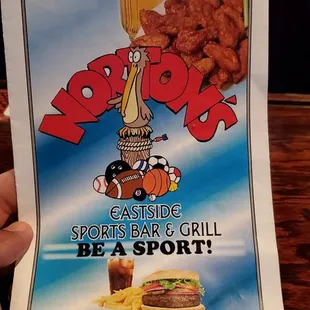 NORTON'S
EASTSIDE
SPORTS BAR & GRILL
BE A SPORT!